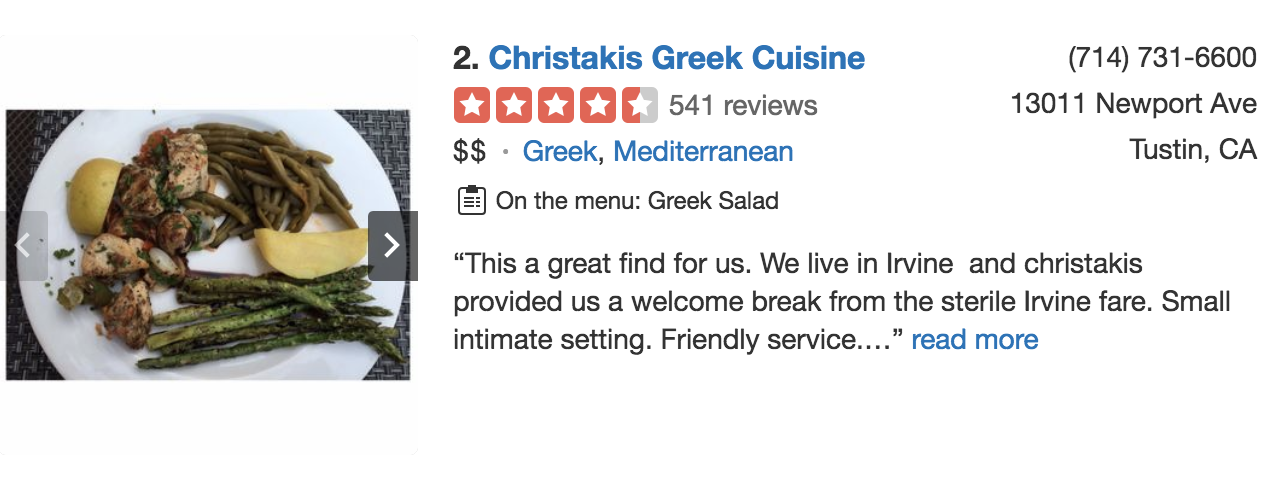 2. Christakis Greek Cuisine
541 reviews
$$ · Greek, Mediterranean
On the menu: Greek Salad
(714) 731-6600
13011 Newport Ave
Tustin, CA
“This a great find for us. We live in Irvine  and christakis
provided us a welcome break from the sterile Irvine fare. Small
intimate setting. Friendly service.…” read more